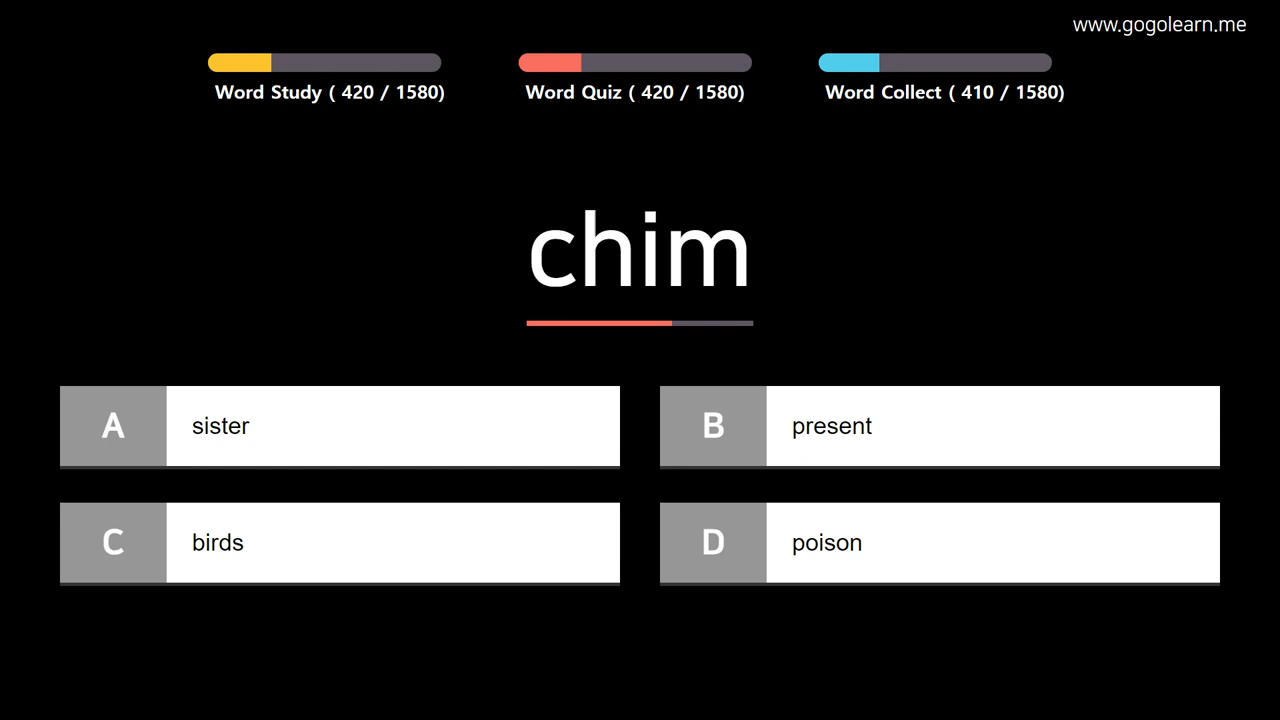 www.gogolearn.me
Word Study ( 420 / 1580)
Word Quiz ( 420 / 1580)
Word Collect ( 410 / 1580)
chim
A sister
B present
C birds
D poison